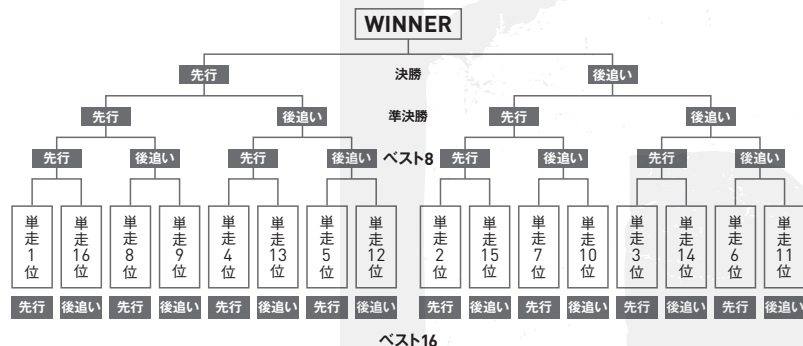 WINNER
先行 決勝 後追い
先行 後追い 準決勝 先行 後追い
先行 後追い 先行 後追い ベスト8 先行 後追い 先行 後追い
単走1位 単走16位 単走8位 単走9位 単走4位 単走13位 単走5位 単走12位 単走2位 単走15位 単走7位 単走10位 単走3位 単走14位 単走6位 単走11位
先行 後追い 先行 後追い 先行 後追い 先行 後追い 先行 後追い 先行 後追い 先行 後追い 先行 後追い
ベスト16